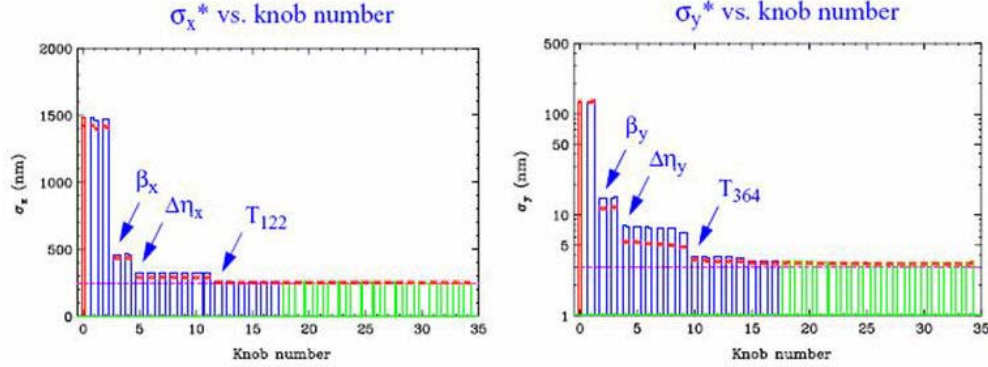 σx* vs. knob number
2000
1500
1000
500
0
σx (nm)
βx
Δηx
T122
0 5 10 15 20 25 30 35
Knob number
σy* vs. knob number
500
100
50
10
5
1
σy (nm)
βy
Δηy
T364
0 5 10 15 20 25 30 35
Knob number